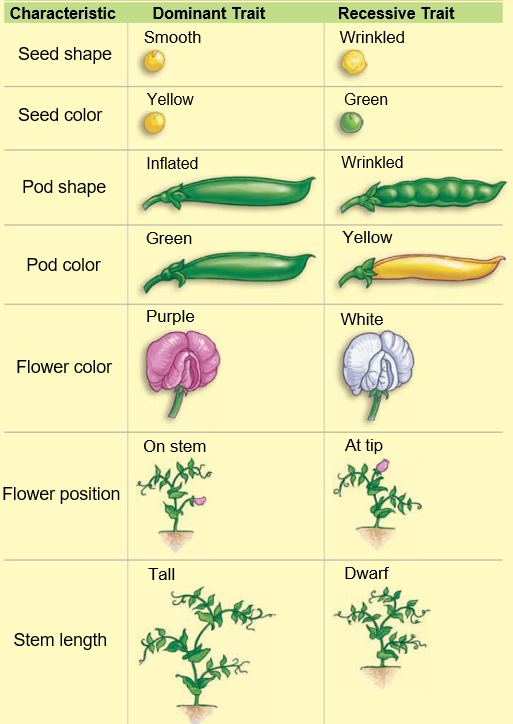 Characteristic Dominant Trait Recessive Trait
Seed shape Smooth Wrinkled
Seed color Yellow Green
Pod shape Inflated Wrinkled
Pod color Green Yellow
Flower color Purple White
Flower position On stem At tip
Stem length Tall Dwarf